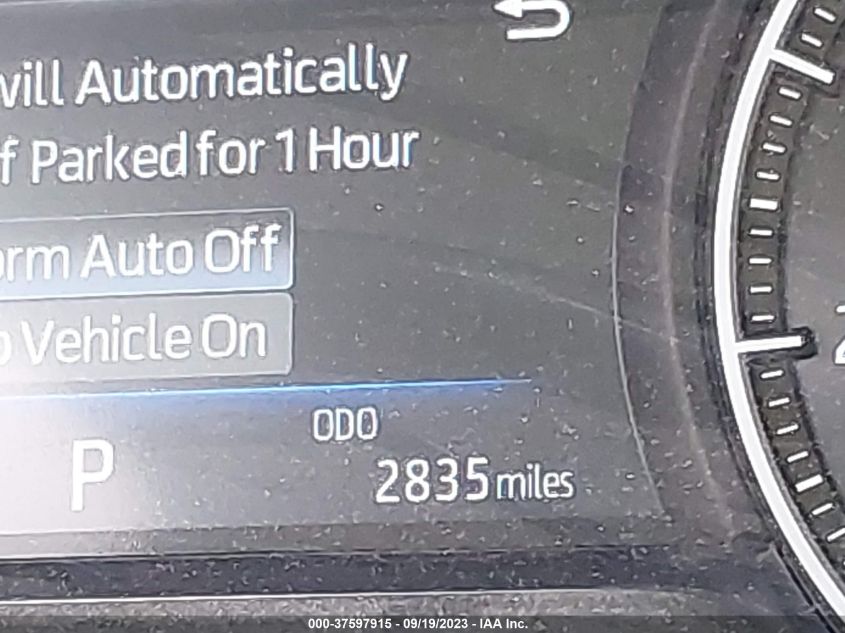 will Automatically
f Parked for 1 Hour
orm Auto Off
Vehicle On
ODO
P
2835 miles
000-37597915 - 09/19/2023 - IAA Inc.